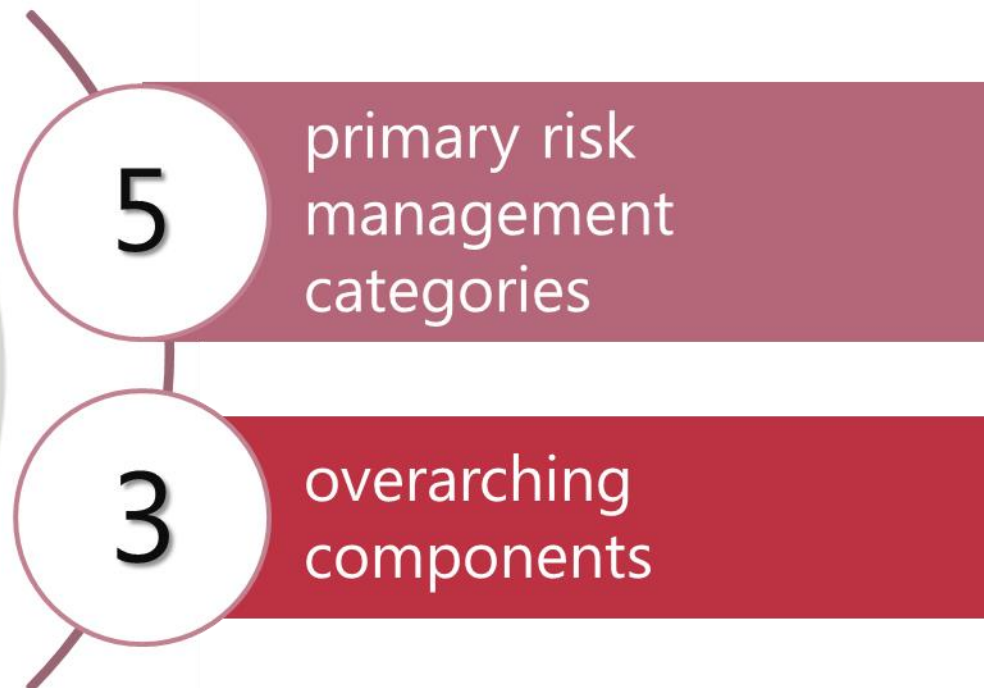 5
primary risk
management
categories
3
overarching
components